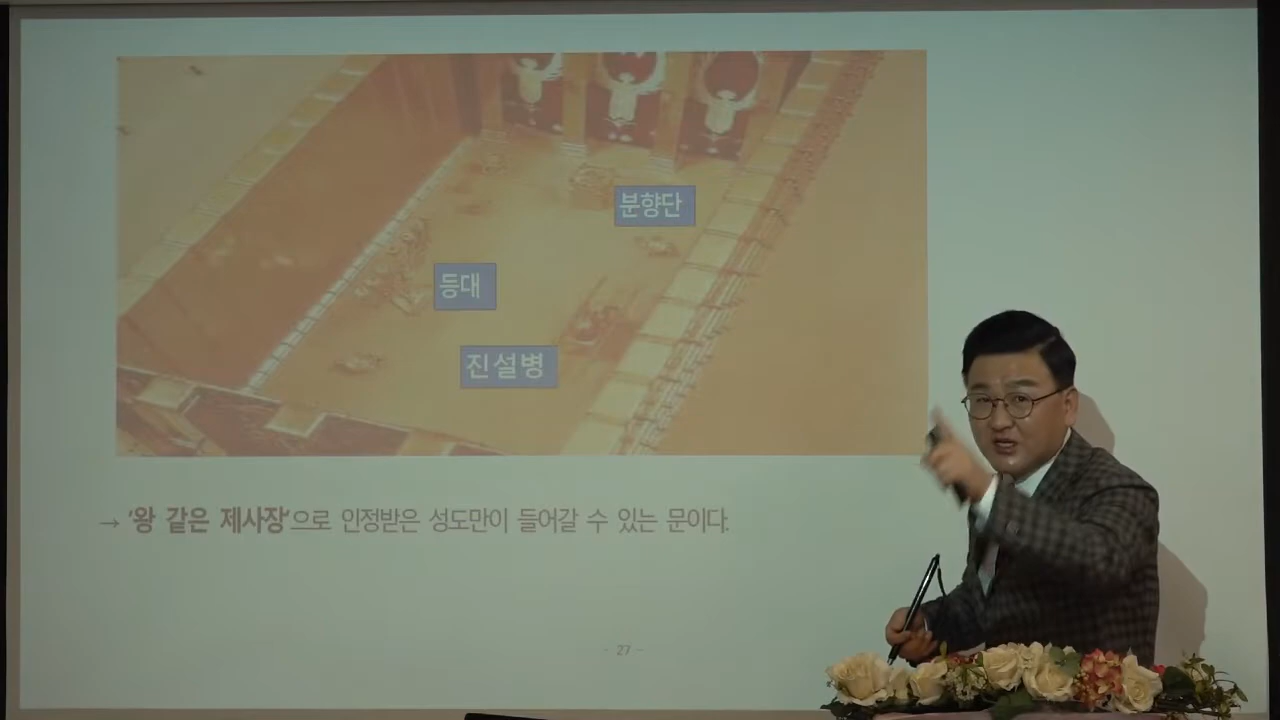 분향단
등대
진설병
→ '왕 같은 제사장'으로 인정받은 성도만이 들어갈 수 있는 문이다.
- 27 -